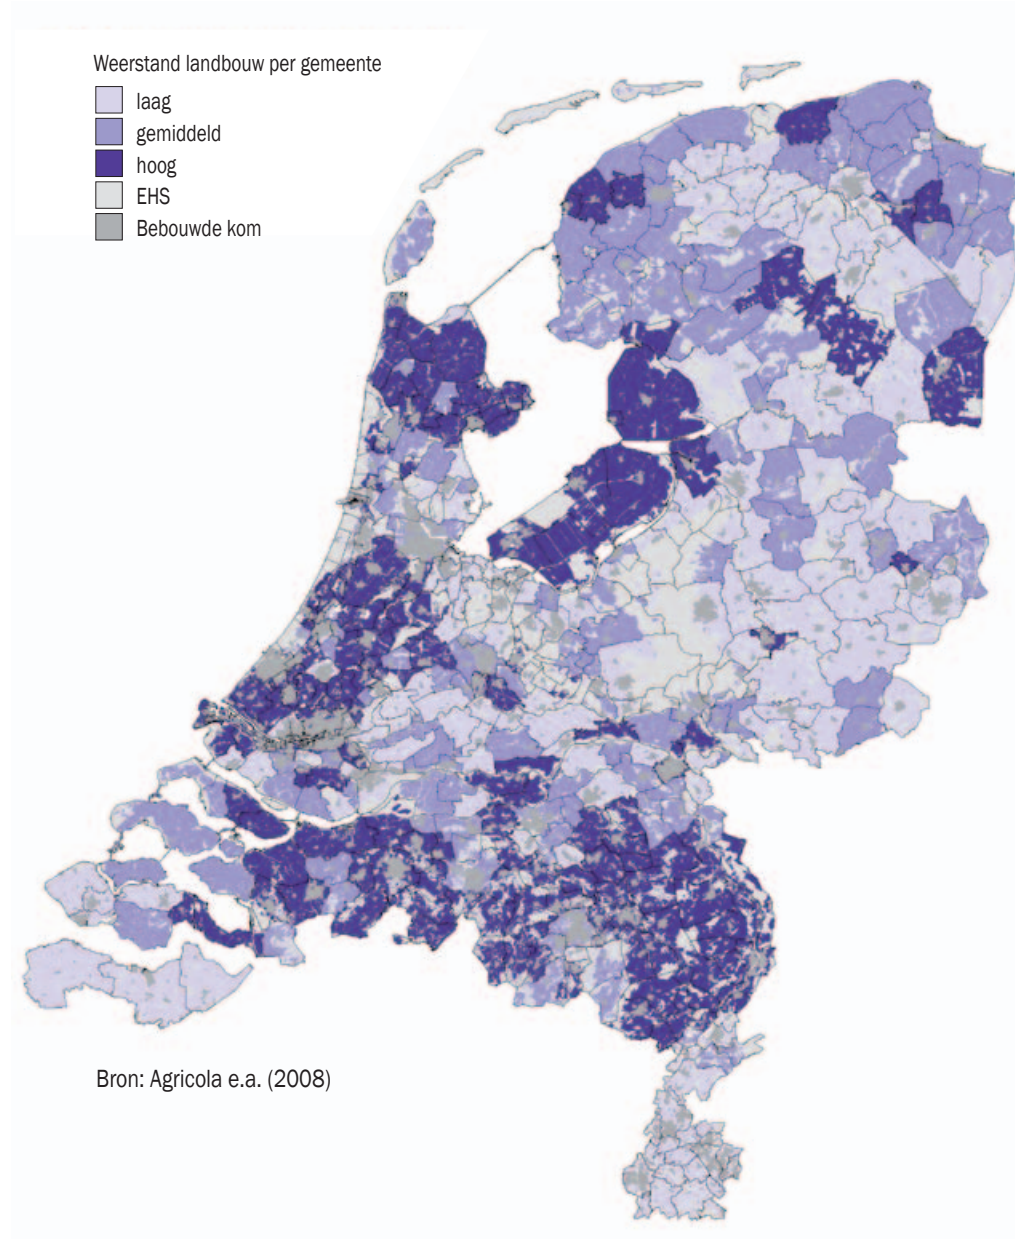 Weerstand landbouw per gemeente
laag
gemiddeld
hoog
EHS
Bebouwde kom
Bron: Agricola e.a. (2008)